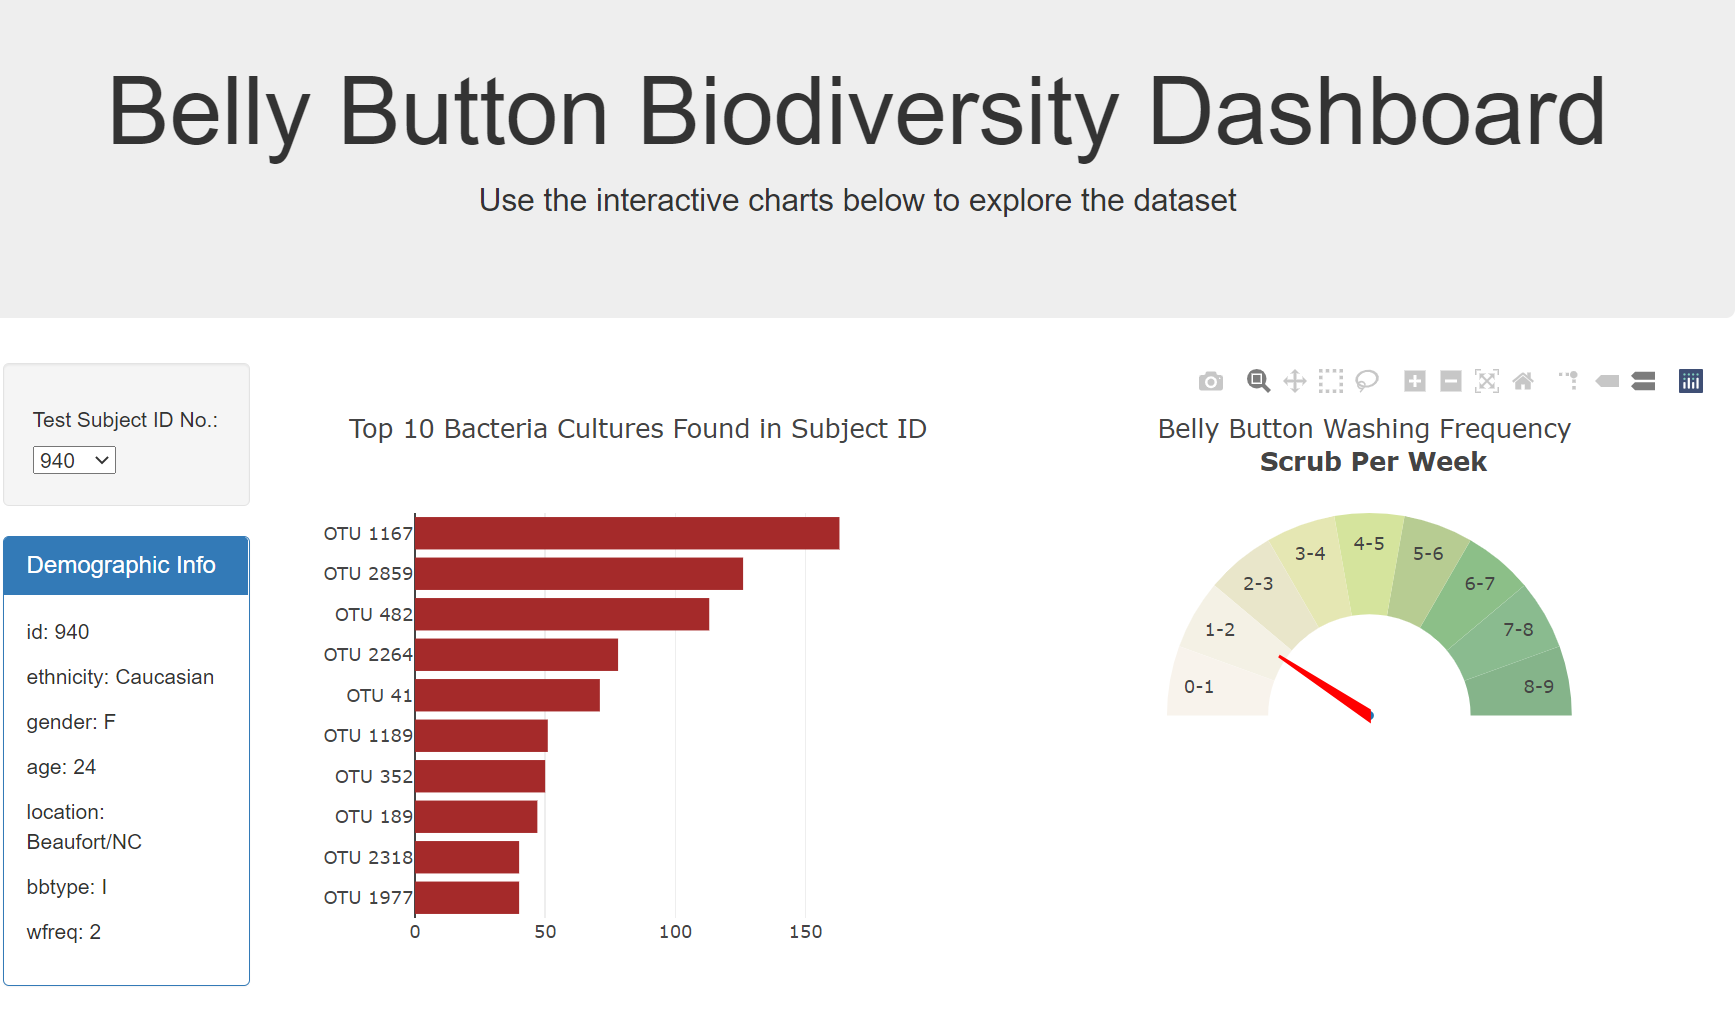 Belly Button Biodiversity Dashboard
Use the interactive charts below to explore the dataset
Test Subject ID No.:
940
Demographic Info
id: 940
ethnicity: Caucasian
gender: F
age: 24
location:
Beaufort/NC
bbtype: I
wfreq: 2
Top 10 Bacteria Cultures Found in Subject ID
OTU 1167
OTU 2859
OTU 482
OTU 2264
OTU 41
OTU 1189
OTU 352
OTU 189
OTU 2318
OTU 1977
0 50 100 150
Belly Button Washing Frequency
Scrub Per Week
0-1
1-2
2-3
3-4
4-5
5-6
6-7
7-8
8-9